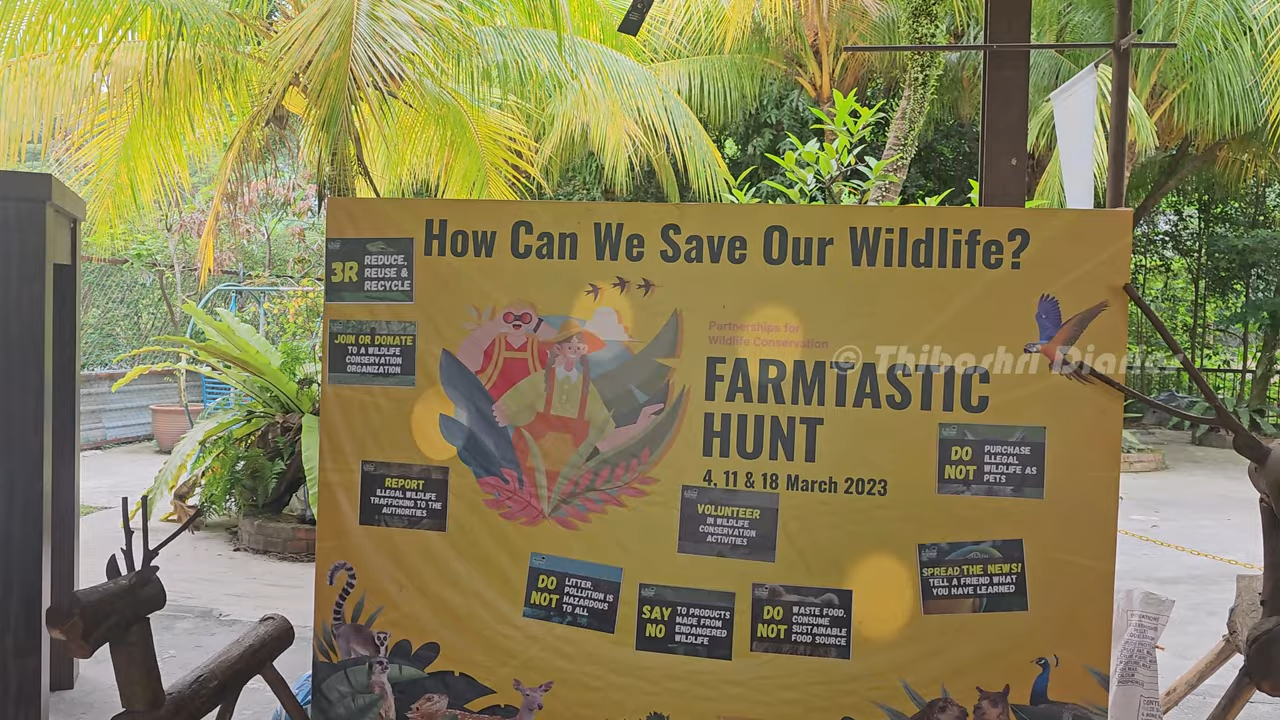 How Can We Save Our Wildlife?
3R
REDUCE,
REUSE &
RECYCLE
JOIN OR DONATE
TO A WILDLIFE
CONSERVATION
ORGANIZATION
Partnerships for
Wildlife Conservation
© Thiboshn Diaries
FARMTASTIC
HUNT
4, 11 & 18 March 2023
DO
NOT
PURCHASE
ILLEGAL
WILDLIFE AS
PETS
REPORT
ILLEGAL WILDLIFE
TRAFFICKING TO THE
AUTHORITIES
VOLUNTEER
IN WILDLIFE
CONSERVATION
ACTIVITIES
SPREAD THE NEWS!
TELL A FRIEND WHAT
YOU HAVE LEARNED
DO
NOT
LITTER,
POLLUTION IS
HAZARDOUS
TO ALL
SAY
NO
TO PRODUCTS
MADE FROM
ENDANGERED
WILDLIFE
DO
NOT
WASTE FOOD,
CONSUME
SUSTAINABLE
FOOD SOURCE